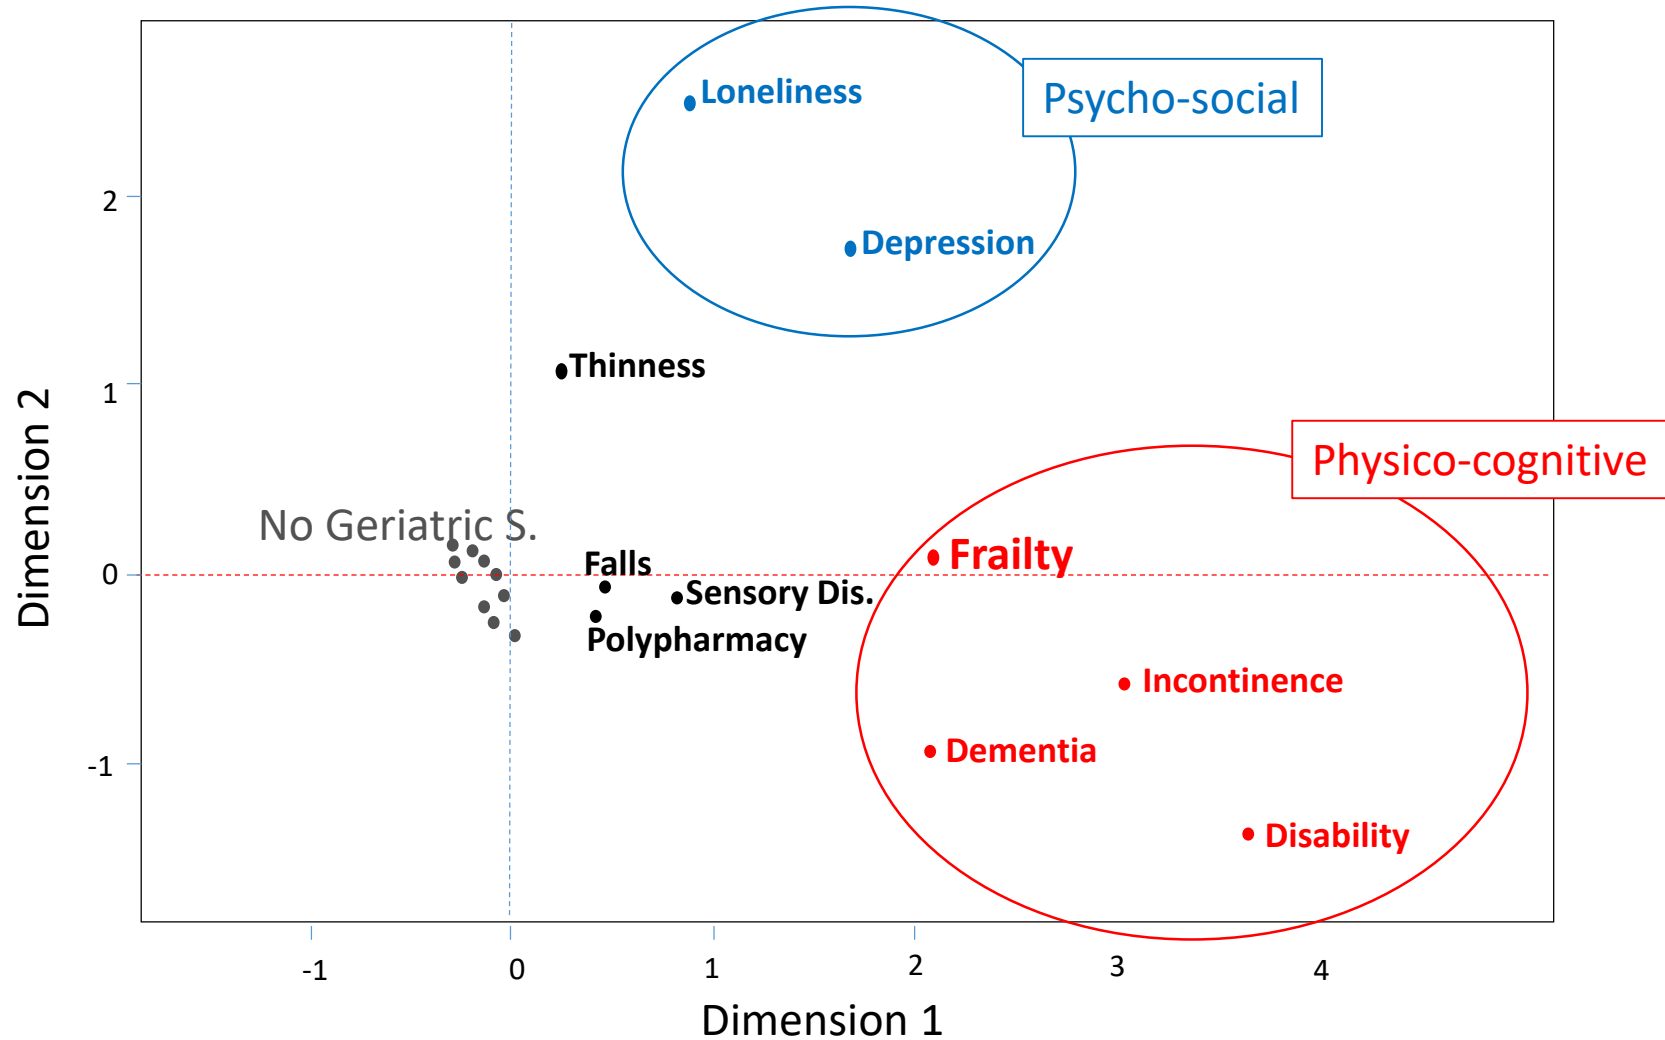 Loneliness
Psycho-social
2
Depression
Thinness
1
Dimension 2
Physico-cognitive
No Geriatric S.
Falls
Frailty
0
Sensory Dis.
Polypharmacy
Incontinence
Dementia
-1
Disability
-1
0
1
2
3
4
Dimension 1